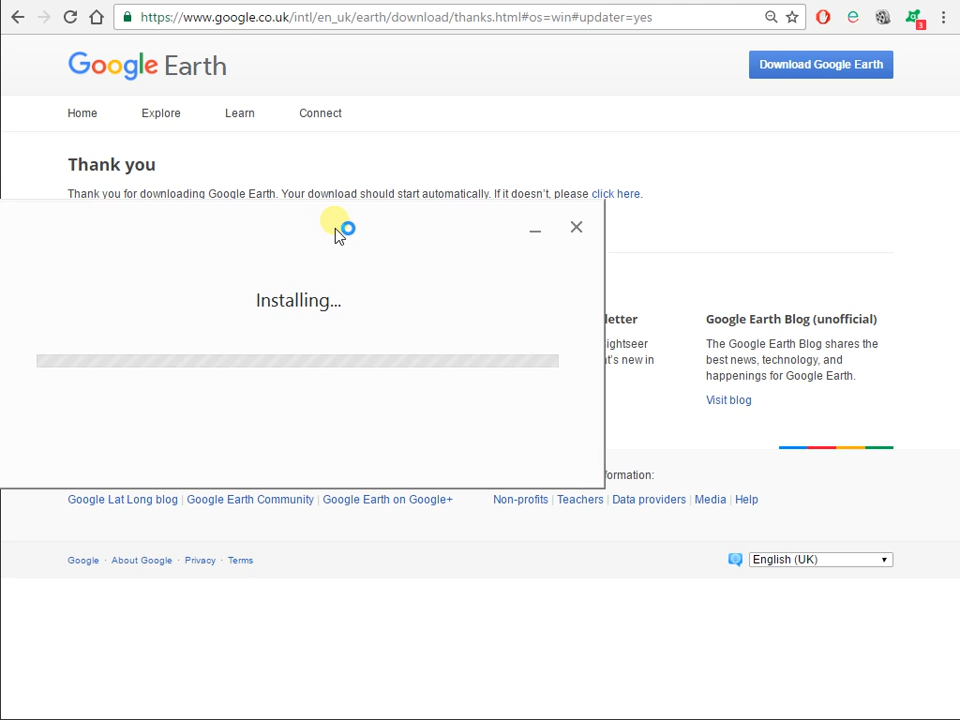 https://www.google.co.uk/intl/en_uk/earth/download/thanks.html#os=win#updater=yes
3
Google Earth
Download Google Earth
Home Explore Learn Connect
Thank you
Thank you for downloading Google Earth. Your download should start automatically. If it doesn't, please click here.
Installing...
letter
ightseer
t's new in
Google Earth Blog (unofficial)
The Google Earth Blog shares the
best news, technology, and
happenings for Google Earth.
Visit blog
formation:
Google Lat Long blog | Google Earth Community | Google Earth on Google+
Non-profits | Teachers | Data providers | Media | Help
Google · About Google · Privacy · Terms
English (UK)